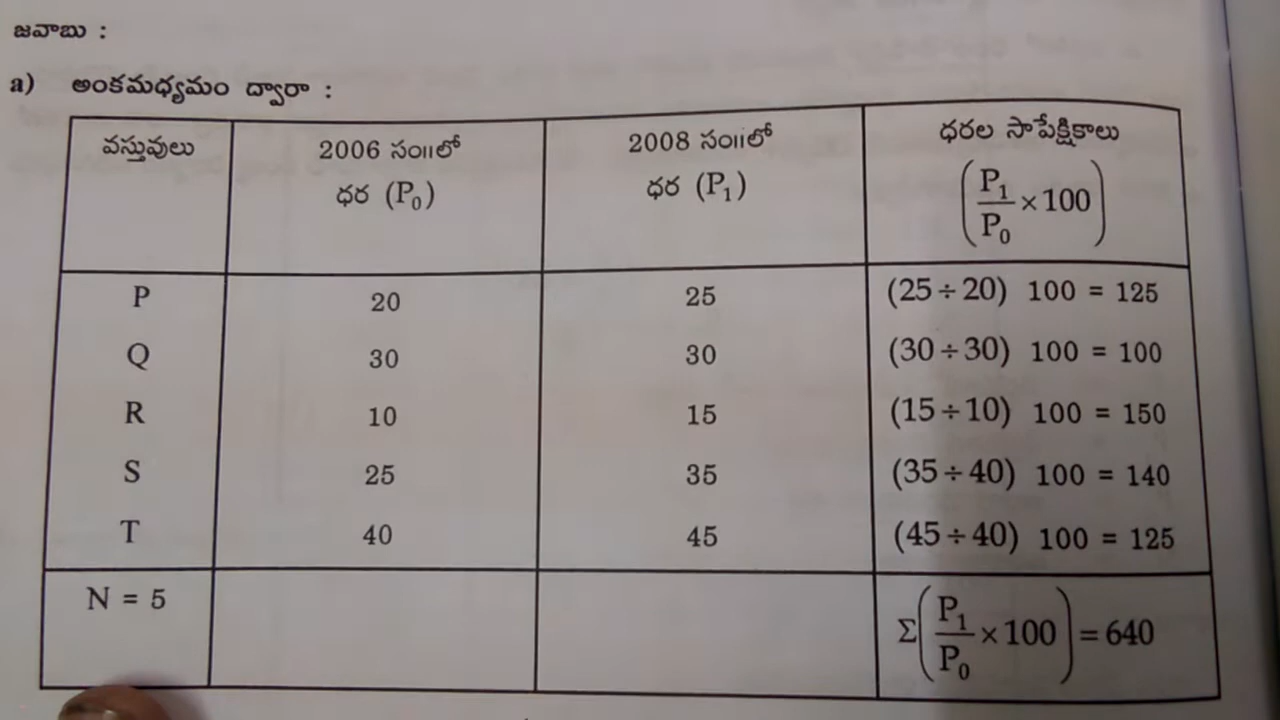 జవాబు :
a) అంకమధ్యమం ద్వారా :
వస్తువులు 2006 సం॥లో ధర (P₀) 2008 సం॥లో ధర (P₁) ధరల సాపేక్షికాలు (P₁/P₀ × 100)
P 20 25 (25 ÷ 20) 100 = 125
Q 30 30 (30 ÷ 30) 100 = 100
R 10 15 (15 ÷ 10) 100 = 150
S 25 35 (35 ÷ 40) 100 = 140
T 40 45 (45 ÷ 40) 100 = 125
N = 5 Σ(P₁/P₀ × 100) = 640